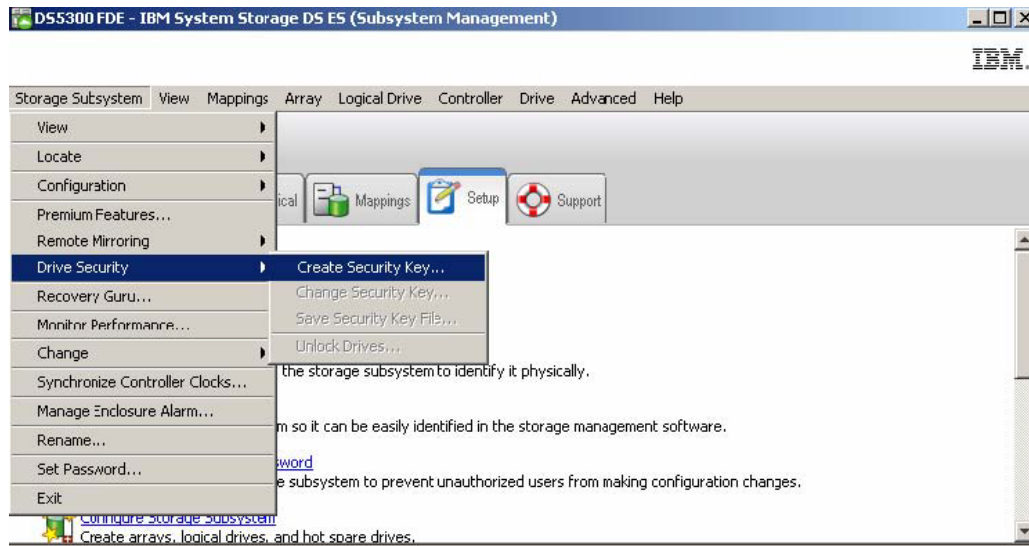 DS5300 FDE - IBM System Storage DS ES (Subsystem Management)
IBM.
Storage Subsystem View Mappings Array Logical Drive Controller Drive Advanced Help
View
Locate
Configuration
Premium Features...
Remote Mirroring
Drive Security
Recovery Guru...
Monitor Performance...
Change
Synchronize Controller Clocks...
Manage Enclosure Alarm...
Rename...
Set Password...
Exit
Create Security Key...
Change Security Key...
Save Security Key File...
Unlock Drives...
ical Mappings Setup Support
the storage subsystem to identify it physically.
m so it can be easily identified in the storage management software.
sword
e subsystem to prevent unauthorized users from making configuration changes.
Configure Storage Subsystem
Create arrays, logical drives, and hot spare drives.